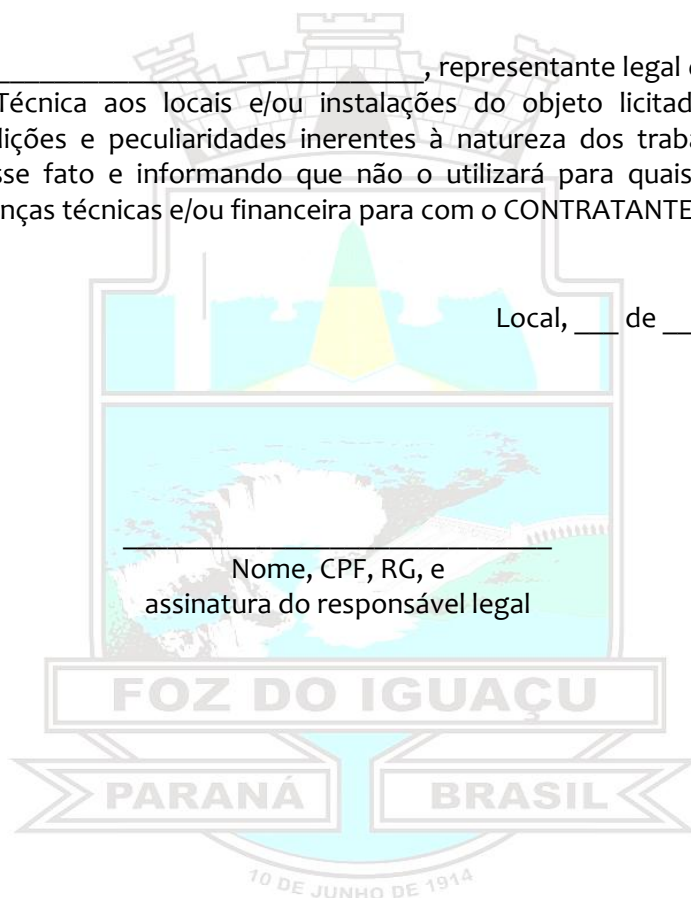 ______________________________, representante legal
Técnica aos locais e/ou instalações do objeto licitad
dições e peculiaridades inerentes à natureza dos traba
sse fato e informando que não o utilizará para quais
nças técnicas e/ou financeira para com o CONTRATANTE
Local, ___ de __
______________________________
Nome, CPF, RG, e
assinatura do responsável legal
FOZ DO IGUAÇU
PARANÁ BRASIL
10 DE JUNHO DE 1914